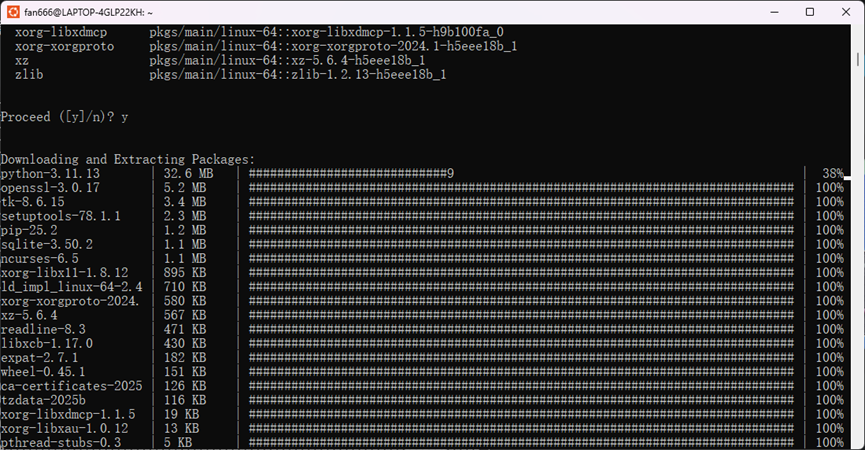 fan666@LAPTOP-4GLP22KH: ~
xorg-libxdmcp pkgs/main/linux-64::xorg-libxdmcp-1.1.5-h9b100fa_0
xorg-xorgproto pkgs/main/linux-64::xorg-xorgproto-2024.1-h5eee18b_1
xz pkgs/main/linux-64::xz-5.6.4-h5eee18b_1
zlib pkgs/main/linux-64::zlib-1.2.13-h5eee18b_1
Proceed ([y]/n)? y
Downloading and Extracting Packages:
python-3.11.13 | 32.6 MB | ############################9 | 38%
openssl-3.0.17 | 5.2 MB | ############################################################################## | 100%
tk-8.6.15 | 3.4 MB | ############################################################################## | 100%
setuptools-78.1.1 | 2.3 MB | ############################################################################## | 100%
pip-25.2 | 1.2 MB | ############################################################################## | 100%
sqlite-3.50.2 | 1.1 MB | ############################################################################## | 100%
ncurses-6.5 | 1.1 MB | ############################################################################## | 100%
xorg-libx11-1.8.12 | 895 KB | ############################################################################## | 100%
ld_impl_linux-64-2.4 | 710 KB | ############################################################################## | 100%
xorg-xorgproto-2024. | 580 KB | ############################################################################## | 100%
xz-5.6.4 | 567 KB | ############################################################################## | 100%
readline-8.3 | 471 KB | ############################################################################## | 100%
libxcb-1.17.0 | 430 KB | ############################################################################## | 100%
expat-2.7.1 | 182 KB | ############################################################################## | 100%
wheel-0.45.1 | 151 KB | ############################################################################## | 100%
ca-certificates-2025 | 126 KB | ############################################################################## | 100%
tzdata-2025b | 116 KB | ############################################################################## | 100%
xorg-libxdmcp-1.1.5 | 19 KB | ############################################################################## | 100%
xorg-libxau-1.0.12 | 13 KB | ############################################################################## | 100%
pthread-stubs-0.3 | 5 KB | ############################################################################## | 100%